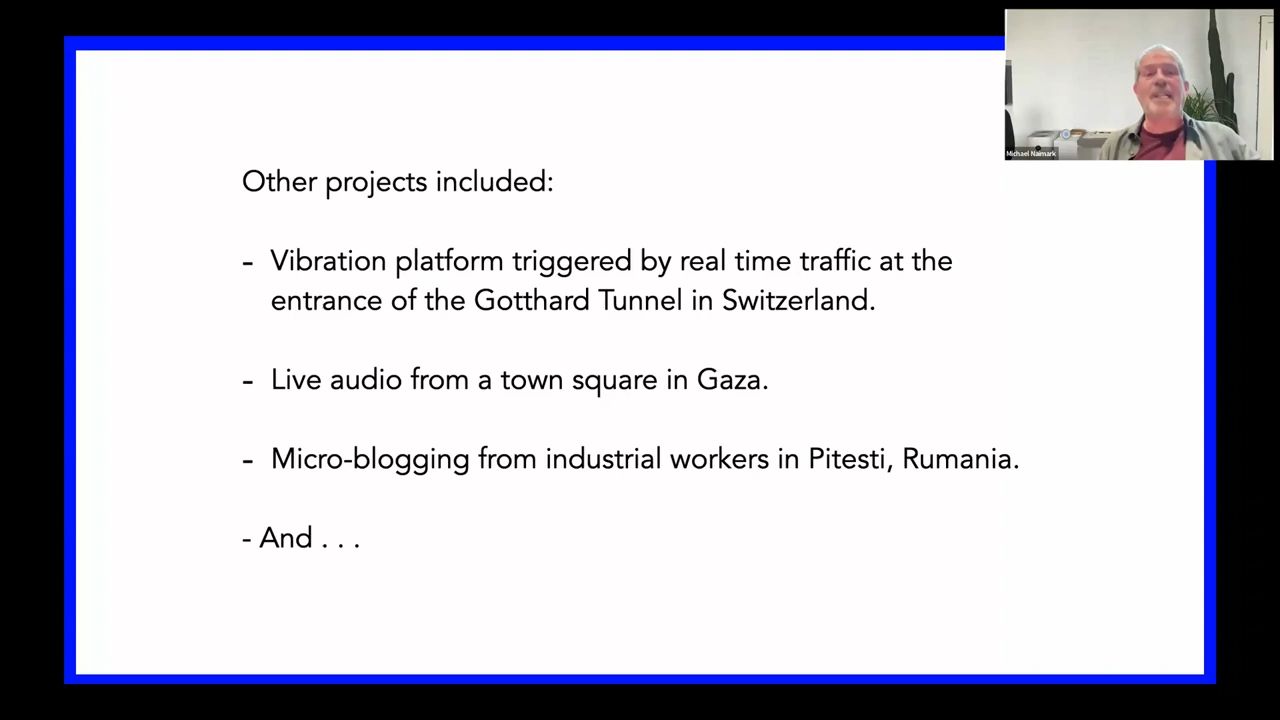 Michael Naimark
Other projects included:
- Vibration platform triggered by real time traffic at the
entrance of the Gotthard Tunnel in Switzerland.
- Live audio from a town square in Gaza.
- Micro-blogging from industrial workers in Pitesti, Rumania.
- And . . .